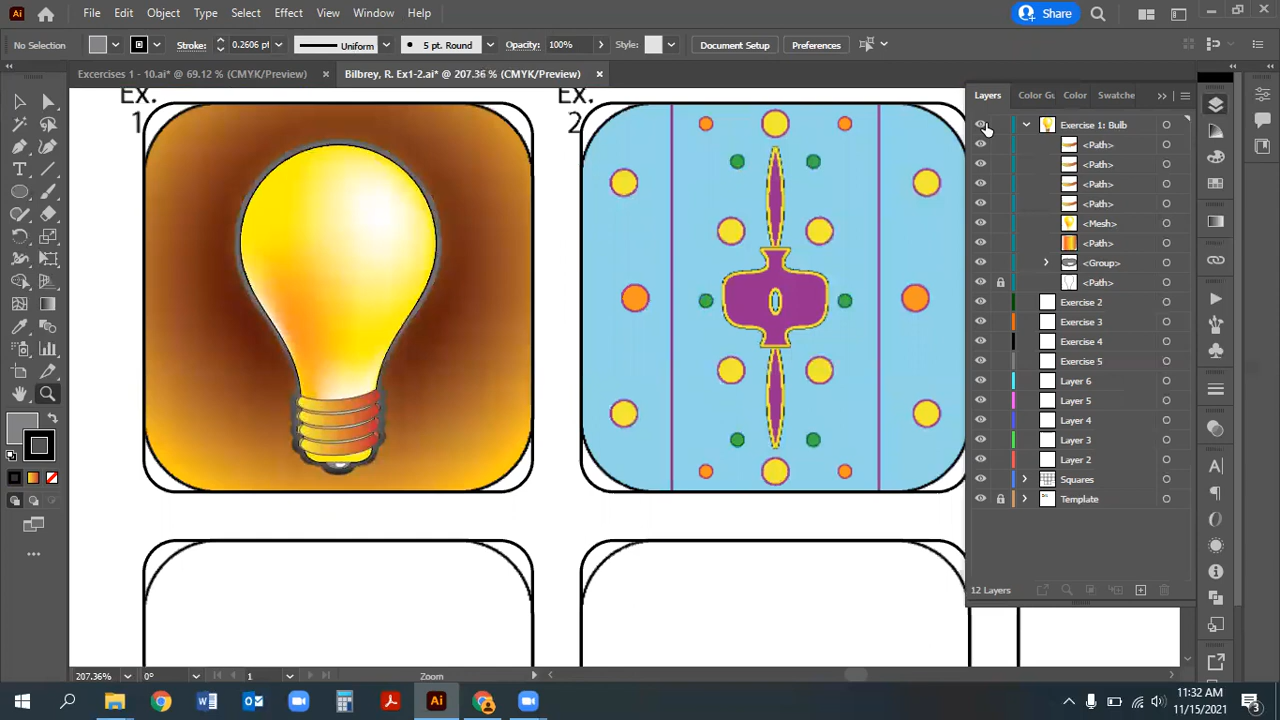 Ai File Edit Object Type Select Effect View Window Help Share
No Selection Stroke: 0.2606 f Uniform 5 pt. Round Opacity: 100% Style: Document Setup Preferences
Excercises 1 - 10.ai* @ 69.12 % (CMYK/Preview) Bilbrey, R. Ex1-2.ai* @ 207.36 % (CMYK/Preview)
Layers Color Gu Color Swatche
Ex.
1
Ex.
2
Exercise 1: Bulb
<Path>
<Path>
<Path>
<Path>
<Mesh>
<Path>
<Group>
<Path>
Exercise 2
Exercise 3
Exercise 4
Exercise 5
Layer 6
Layer 5
Layer 4
Layer 3
Layer 2
Squares
Template
12 Layers
207.36% 0° 1 Zoom
11:32 AM
11/15/2021
3